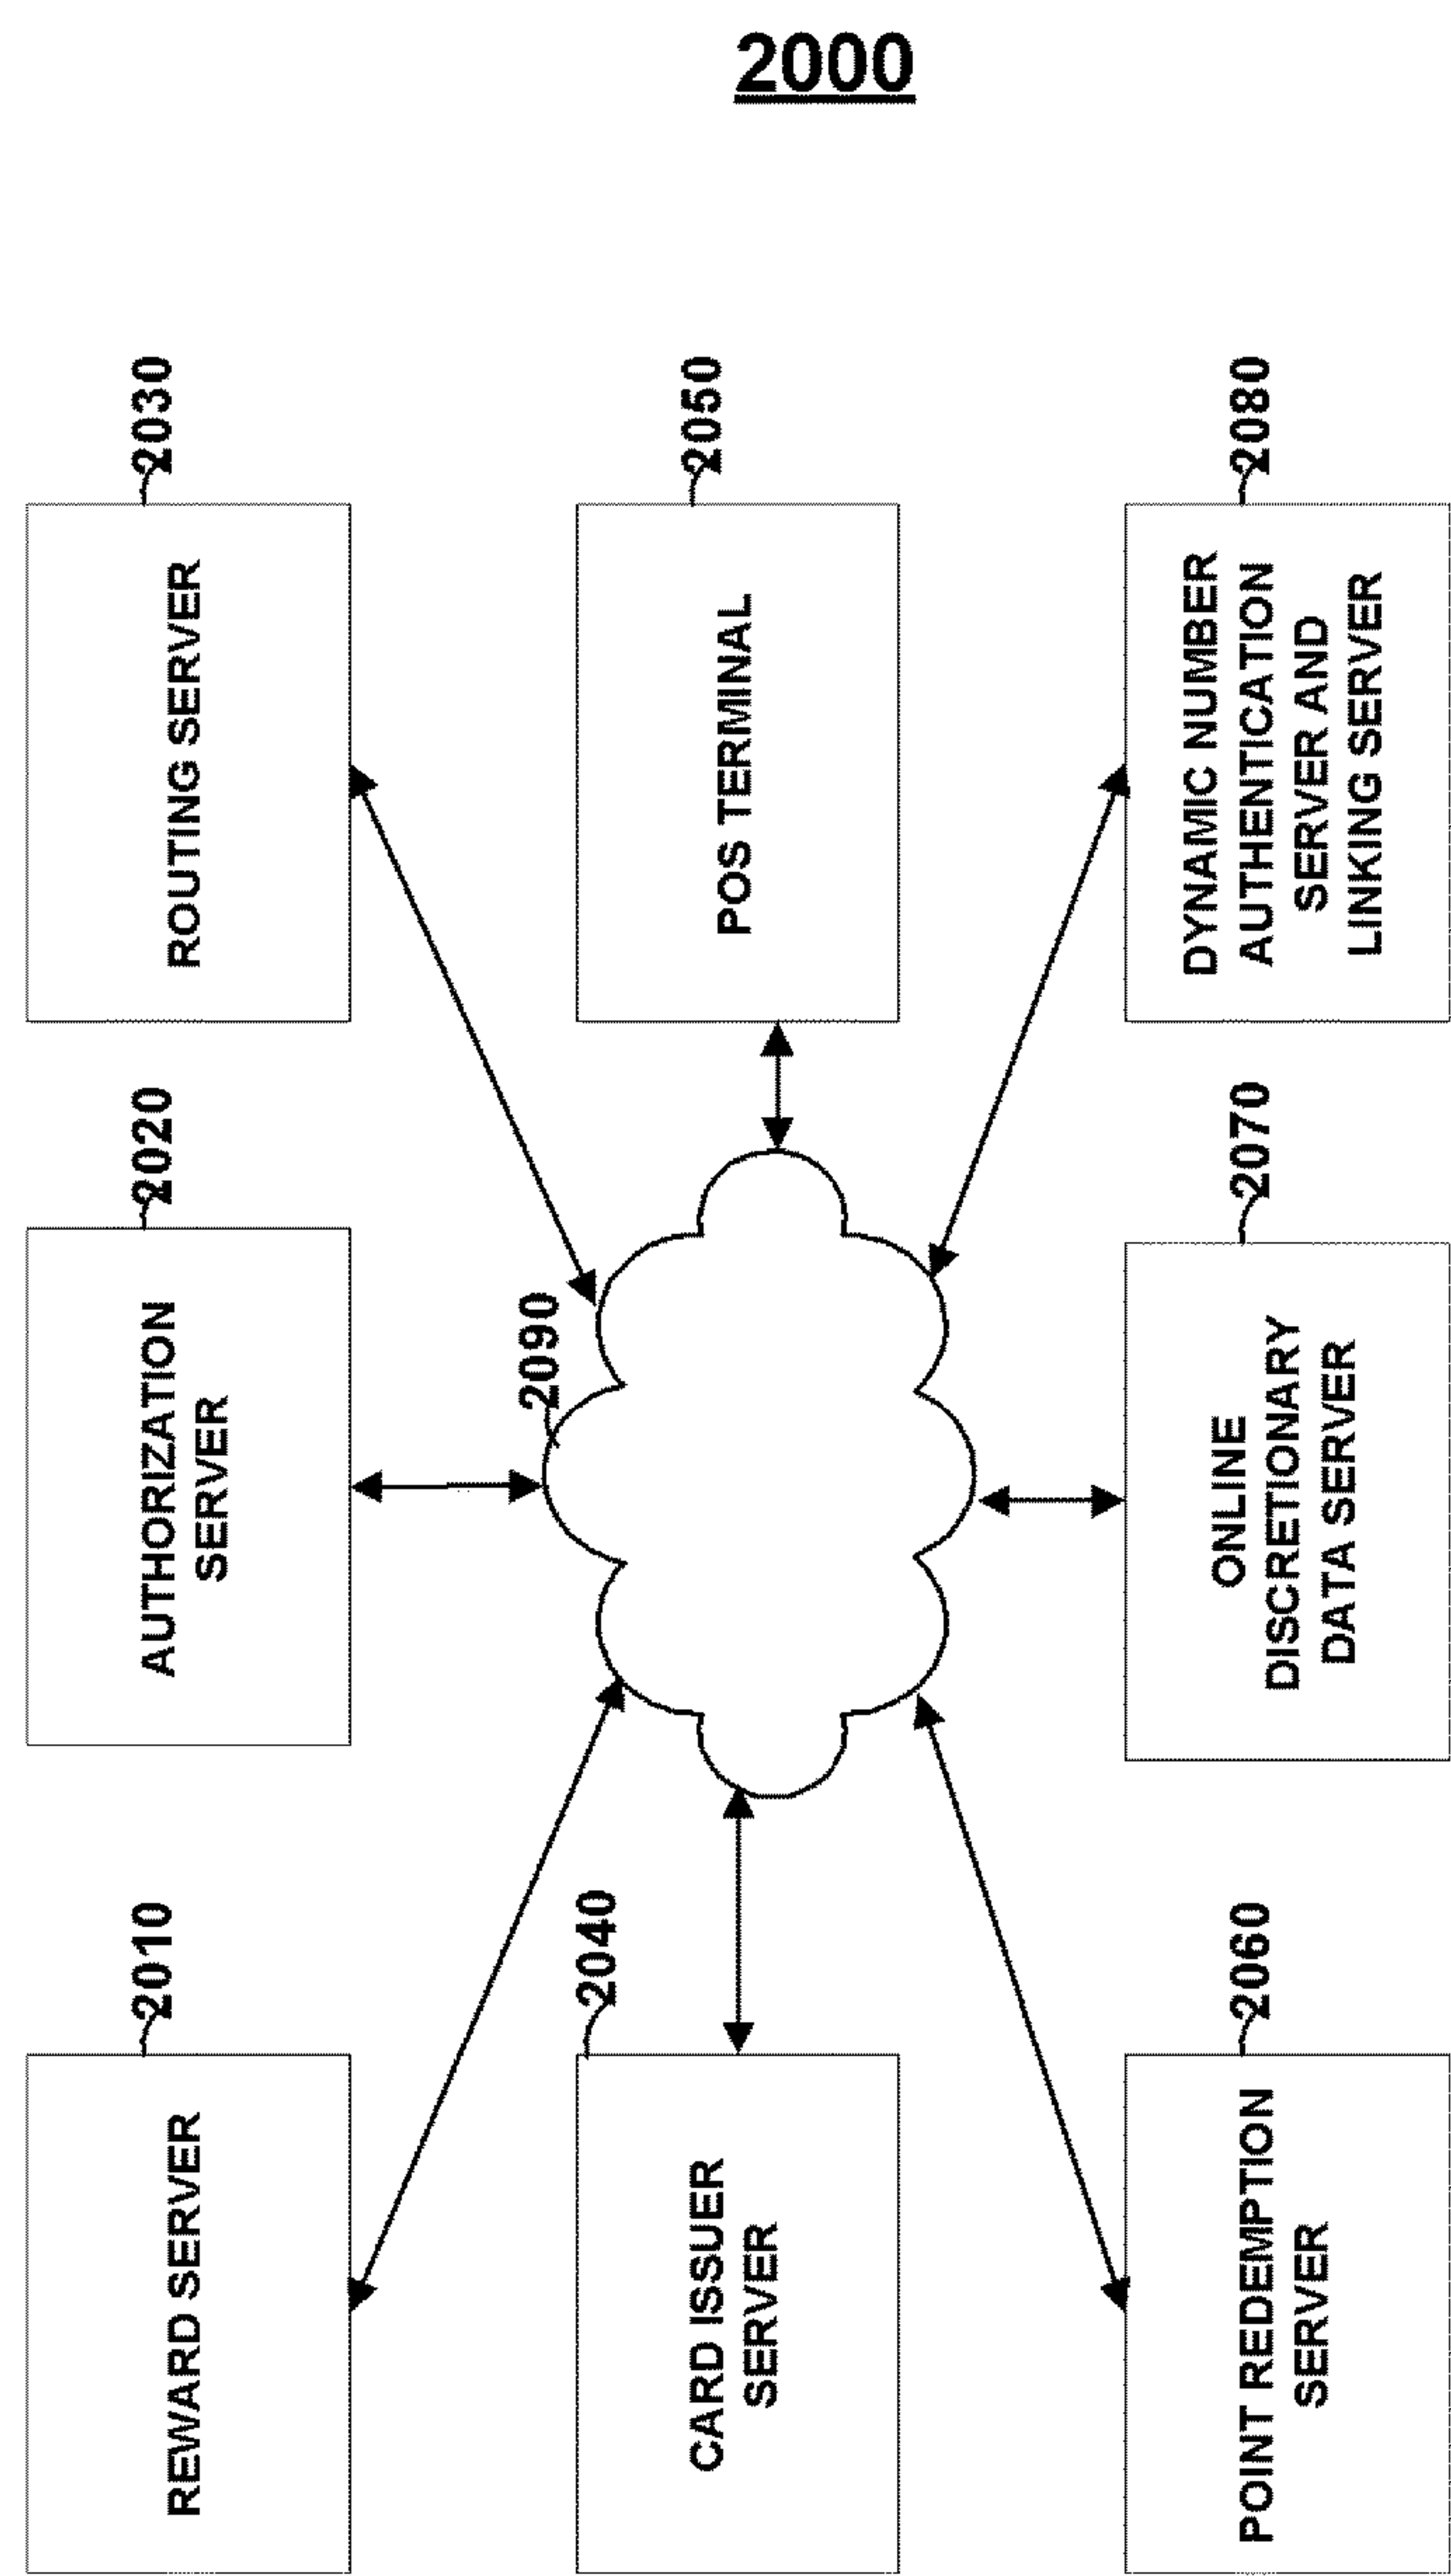 2000
2010
REWARD SERVER
2020
AUTHORIZATION
SERVER
2030
ROUTING SERVER
2040
CARD ISSUER
SERVER
2090
2050
POS TERMINAL
2060
POINT REDEMPTION
SERVER
2070
ONLINE
DISCRETIONARY
DATA SERVER
2080
DYNAMIC NUMBER
AUTHENTICATION
SERVER AND
LINKING SERVER